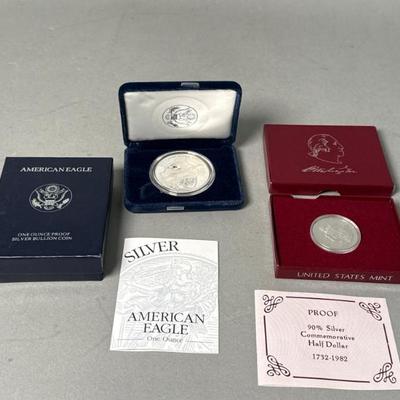 AMERICAN EAGLE
ONE OUNCE PROOF
SILVER BULLION COIN
SILVER
AMERICAN
EAGLE
One Ounce
UNITED STATES MINT
PROOF
90% Silver
Commemorative
Half Dollar
1732-1982